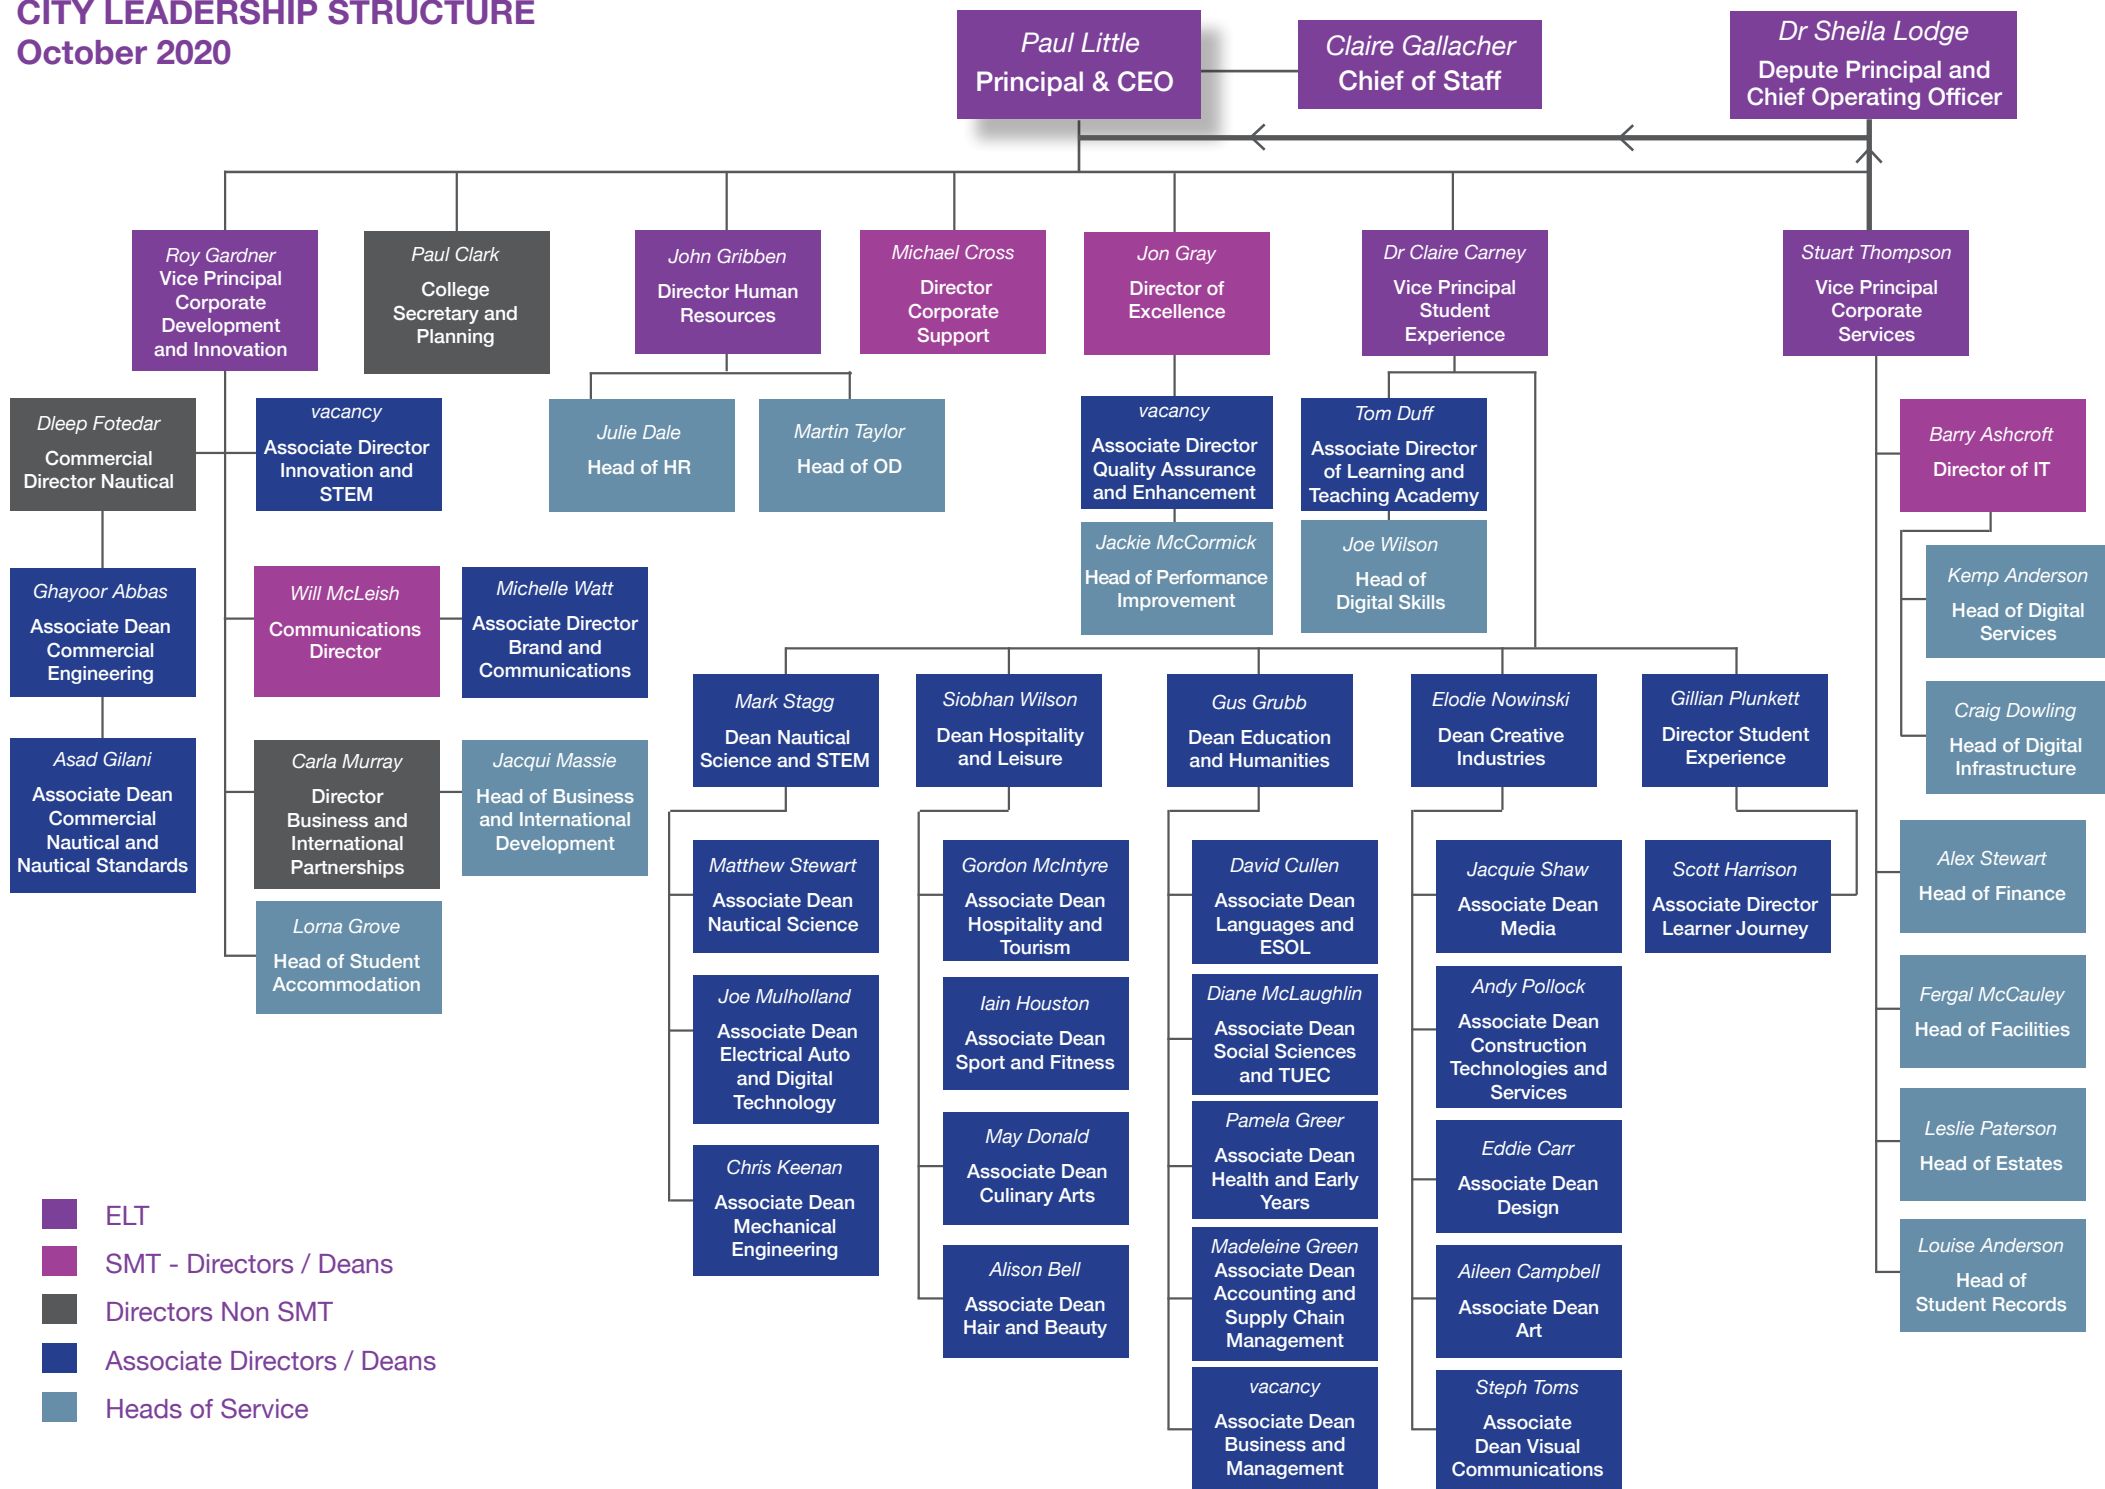 CITY LEADERSHIP STRUCTURE
October 2020
Paul Little
Principal & CEO
Claire Gallacher
Chief of Staff
Dr Sheila Lodge
Depute Principal and
Chief Operating Officer
Roy Gardner
Vice Principal
Corporate
Development
and Innovation
Paul Clark
College
Secretary and
Planning
John Gribben
Director Human
Resources
Michael Cross
Director
Corporate
Support
Jon Gray
Director of
Excellence
Dr Claire Carney
Vice Principal
Student
Experience
Stuart Thompson
Vice Principal
Corporate
Services
Dleep Fotedar
Commercial
Director Nautical
vacancy
Associate Director
Innovation and
STEM
Julie Dale
Head of HR
Martin Taylor
Head of OD
vacancy
Associate Director
Quality Assurance
and Enhancement
Tom Duff
Associate Director
of Learning and
Teaching Academy
Barry Ashcroft
Director of IT
Jackie McCormick
Head of Performance
Improvement
Joe Wilson
Head of
Digital Skills
Kemp Anderson
Head of Digital
Services
Ghayoor Abbas
Associate Dean
Commercial
Engineering
Will McLeish
Communications
Director
Michelle Watt
Associate Director
Brand and
Communications
Mark Stagg
Dean Nautical
Science and STEM
Siobhan Wilson
Dean Hospitality
and Leisure
Gus Grubb
Dean Education
and Humanities
Elodie Nowinski
Dean Creative
Industries
Gillian Plunkett
Director Student
Experience
Craig Dowling
Head of Digital
Infrastructure
Asad Gilani
Associate Dean
Commercial
Nautical and
Nautical Standards
Carla Murray
Director
Business and
International
Partnerships
Jacqui Massie
Head of Business
and International
Development
Lorna Grove
Head of Student
Accommodation
Matthew Stewart
Associate Dean
Nautical Science
Gordon McIntyre
Associate Dean
Hospitality and
Tourism
David Cullen
Associate Dean
Languages and
ESOL
Jacquie Shaw
Associate Dean
Media
Scott Harrison
Associate Director
Learner Journey
Alex Stewart
Head of Finance
Joe Mulholland
Associate Dean
Electrical Auto
and Digital
Technology
Iain Houston
Associate Dean
Sport and Fitness
Diane McLaughlin
Associate Dean
Social Sciences
and TUEC
Andy Pollock
Associate Dean
Construction
Technologies and
Services
Fergal McCauley
Head of Facilities
Chris Keenan
Associate Dean
Mechanical
Engineering
May Donald
Associate Dean
Culinary Arts
Pamela Greer
Associate Dean
Health and Early
Years
Eddie Carr
Associate Dean
Design
Leslie Paterson
Head of Estates
Alison Bell
Associate Dean
Hair and Beauty
Madeleine Green
Associate Dean
Accounting and
Supply Chain
Management
Aileen Campbell
Associate Dean
Art
Louise Anderson
Head of
Student Records
vacancy
Associate Dean
Business and
Management
Steph Toms
Associate
Dean Visual
Communications
ELT
SMT - Directors / Deans
Directors Non SMT
Associate Directors / Deans
Heads of Service